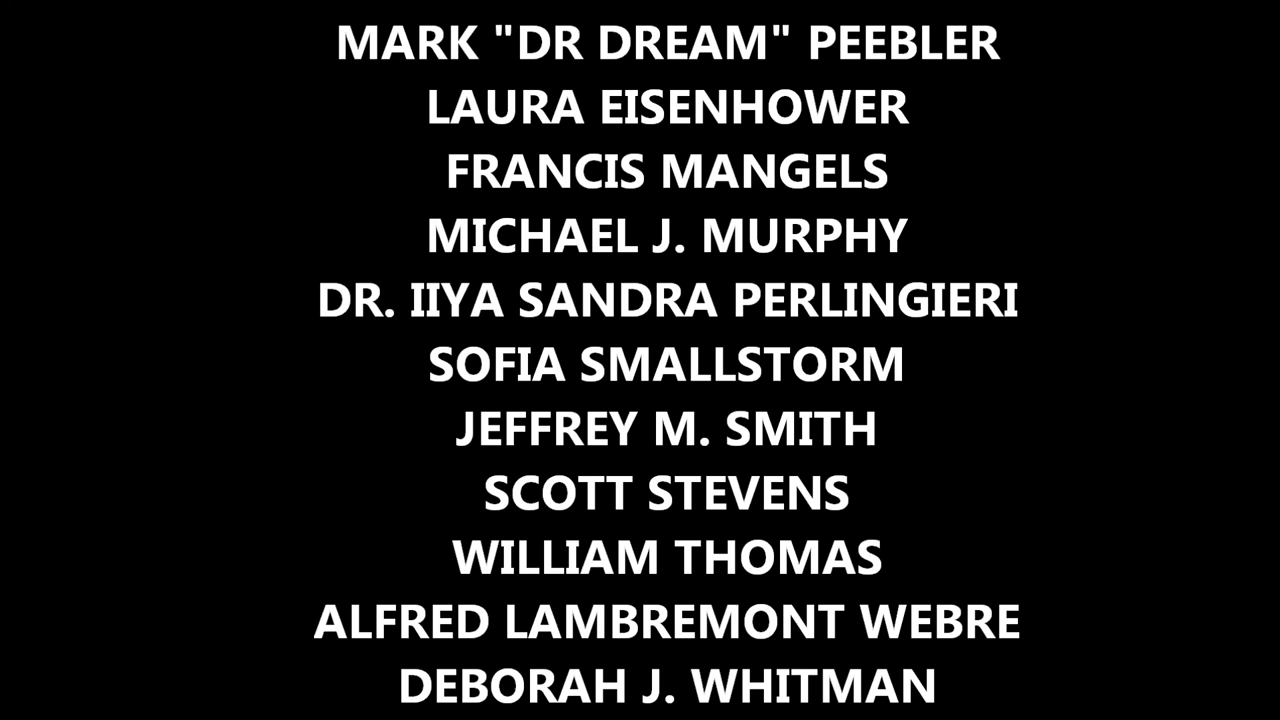 MARK "DR DREAM" PEEBLER
LAURA EISENHOWER
FRANCIS MANGELS
MICHAEL J. MURPHY
DR. IIYA SANDRA PERLINGIERI
SOFIA SMALLSTORM
JEFFREY M. SMITH
SCOTT STEVENS
WILLIAM THOMAS
ALFRED LAMBREMONT WEBRE
DEBORAH J. WHITMAN